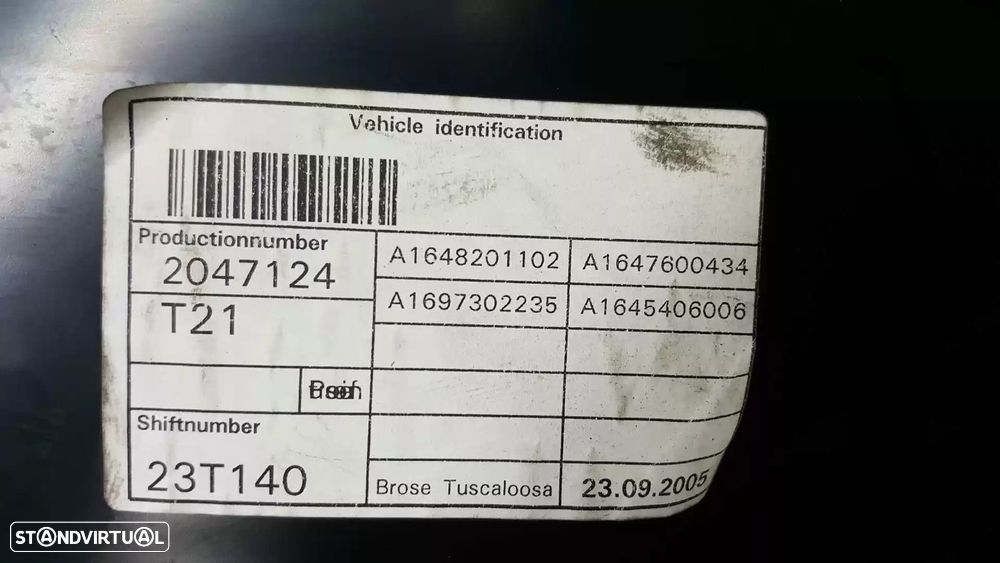 Vehicle identification
Productionnumber
2047124
A1648201102
A1647600434
T21
A1697302235
A1645406006
Shiftnumber
23T140
Brose Tuscaloosa
23.09.2005
STANDVIRTUAL